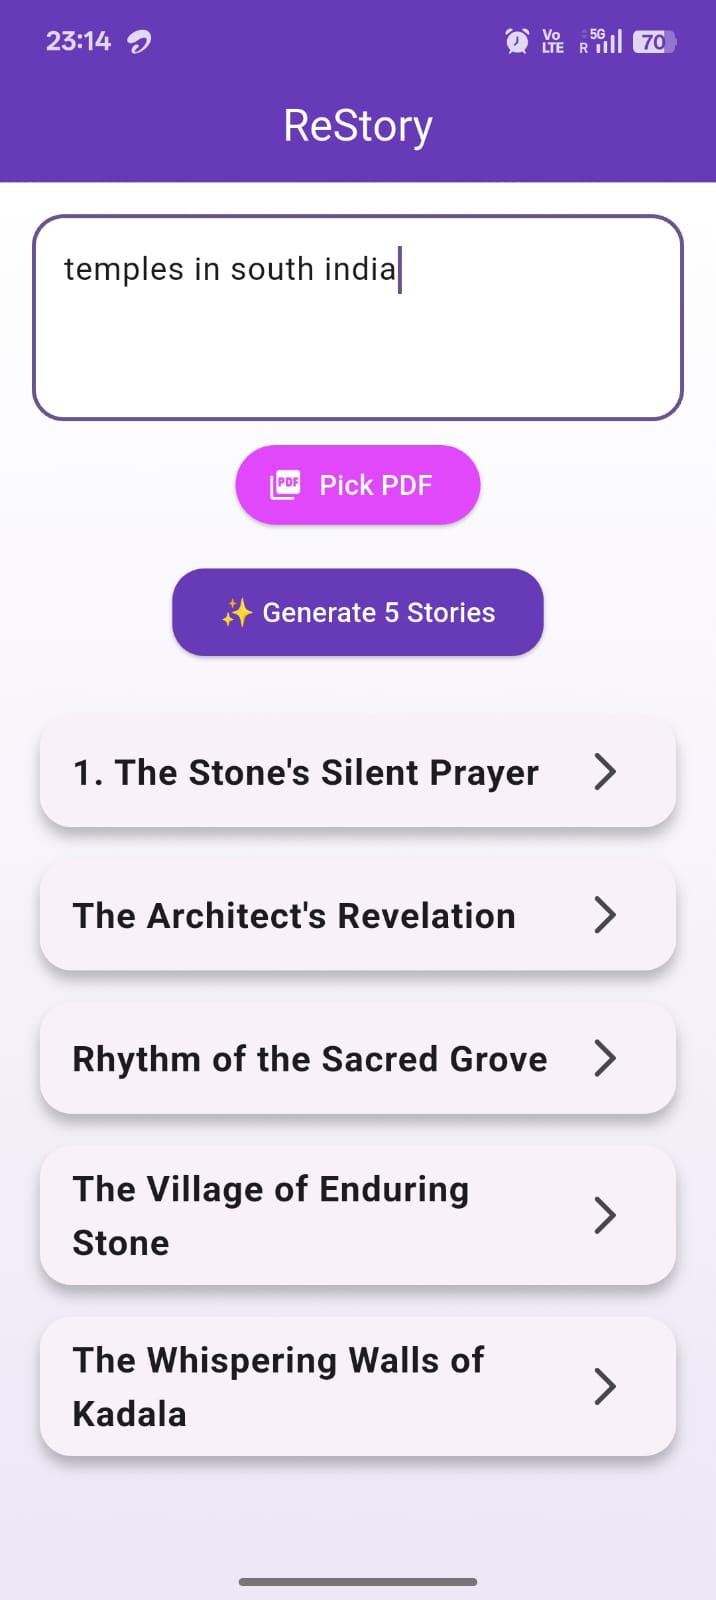 23:14
Vo
LTE
5G
R
70
ReStory
temples in south india
PDF
Pick PDF
✨ Generate 5 Stories
1. The Stone's Silent Prayer
The Architect's Revelation
Rhythm of the Sacred Grove
The Village of Enduring
Stone
The Whispering Walls of
Kadala